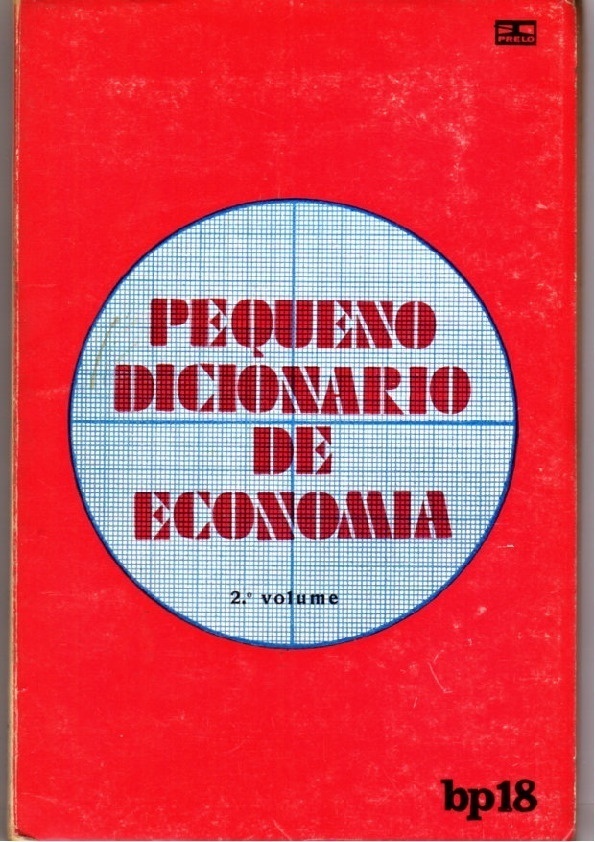 PRELO
PEQUENO
DICIONARIO
DE
ECONOMIA
2.º volume
bp18